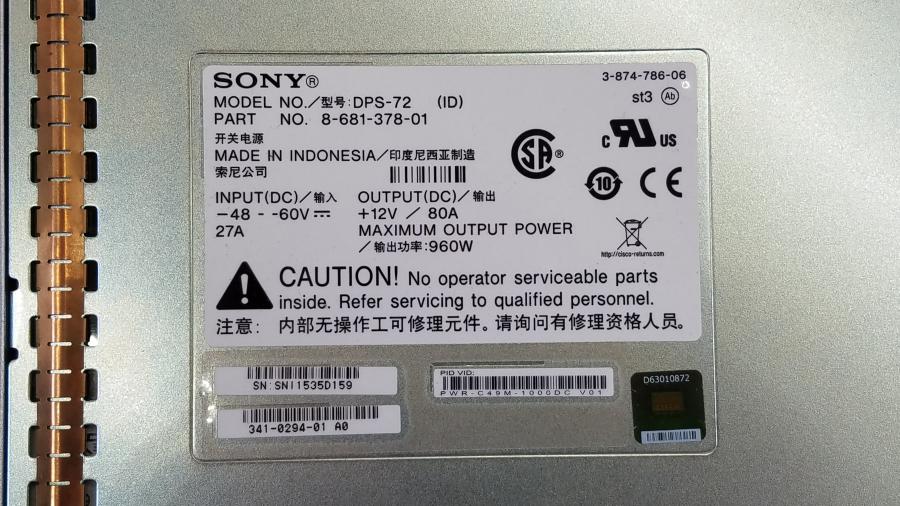 SONY® 3-874-786-06
MODEL NO./型号: DPS-72 (ID) st3 Ab
PART NO. 8-681-378-01
开关电源
MADE IN INDONESIA/印度尼西亚制造
索尼公司
SA ®
c RU US
10 CE
INPUT(DC)/输入 OUTPUT(DC)/输出
-48 - -60V +12V / 80A
27A MAXIMUM OUTPUT POWER
/输出功率:960W
http://cisco-returns.com
CAUTION! No operator serviceable parts
inside. Refer servicing to qualified personnel.
注意: 内部无操作工可修理元件。请询问有修理资格人员。
SN:SNI1535D159
PID VID:
PWR-C49M-1000DC V01
D63010872
341-0294-01 A0